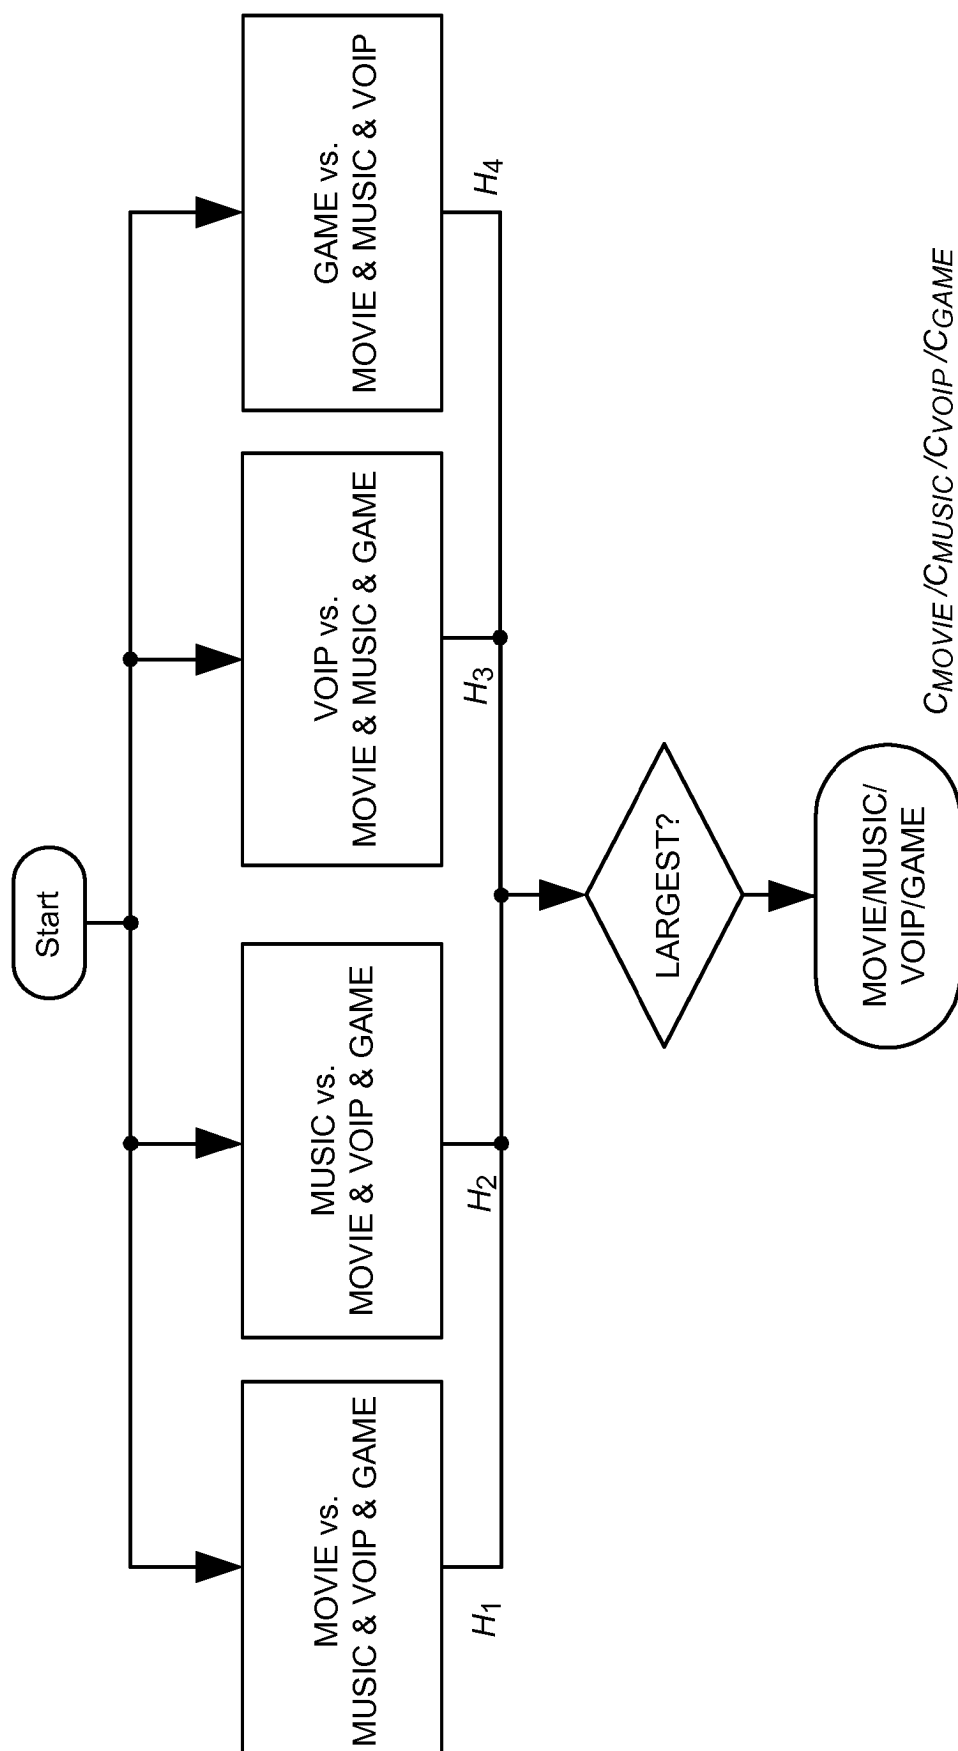 Start
MOVIE vs.
MUSIC & VOIP & GAME
MUSIC vs.
MOVIE & VOIP & GAME
VOIP vs.
MOVIE & MUSIC & GAME
GAME vs.
MOVIE & MUSIC & VOIP
H1
H2
H3
H4
LARGEST?
MOVIE/MUSIC/
VOIP/GAME
CMOVIE/CMUSIC/CVOIP/CGAME